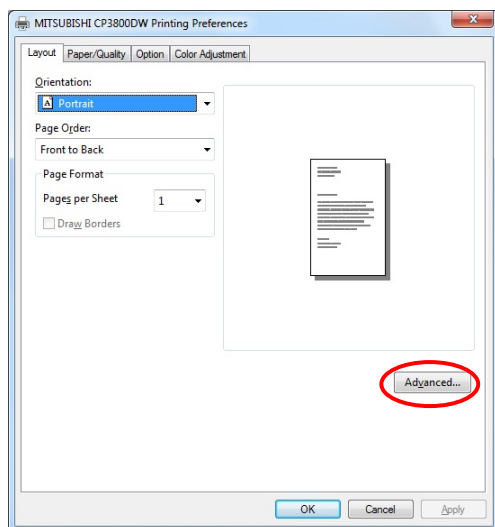 MITSUBISHI CP3800DW Printing Preferences
Layout Paper/Quality Option Color Adjustment
Orientation:
A Portrait
Page Order:
Front to Back
Page Format
Pages per Sheet 1
Draw Borders
Advanced...
OK Cancel Apply